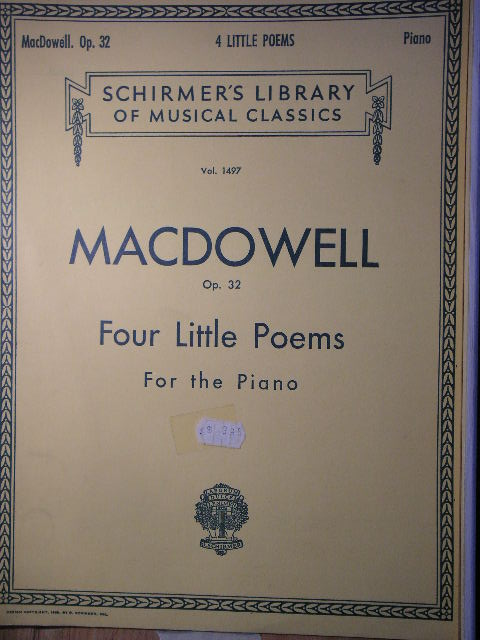 MacDowell. Op. 32 4 LITTLE POEMS Piano
SCHIRMER'S LIBRARY
OF MUSICAL CLASSICS
Vol. 1497
MACDOWELL
Op. 32
Four Little Poems
For the Piano
G. SCHIRMER